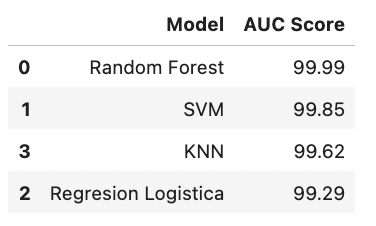 Model AUC Score
0 Random Forest 99.99
1 SVM 99.85
3 KNN 99.62
2 Regresion Logistica 99.29